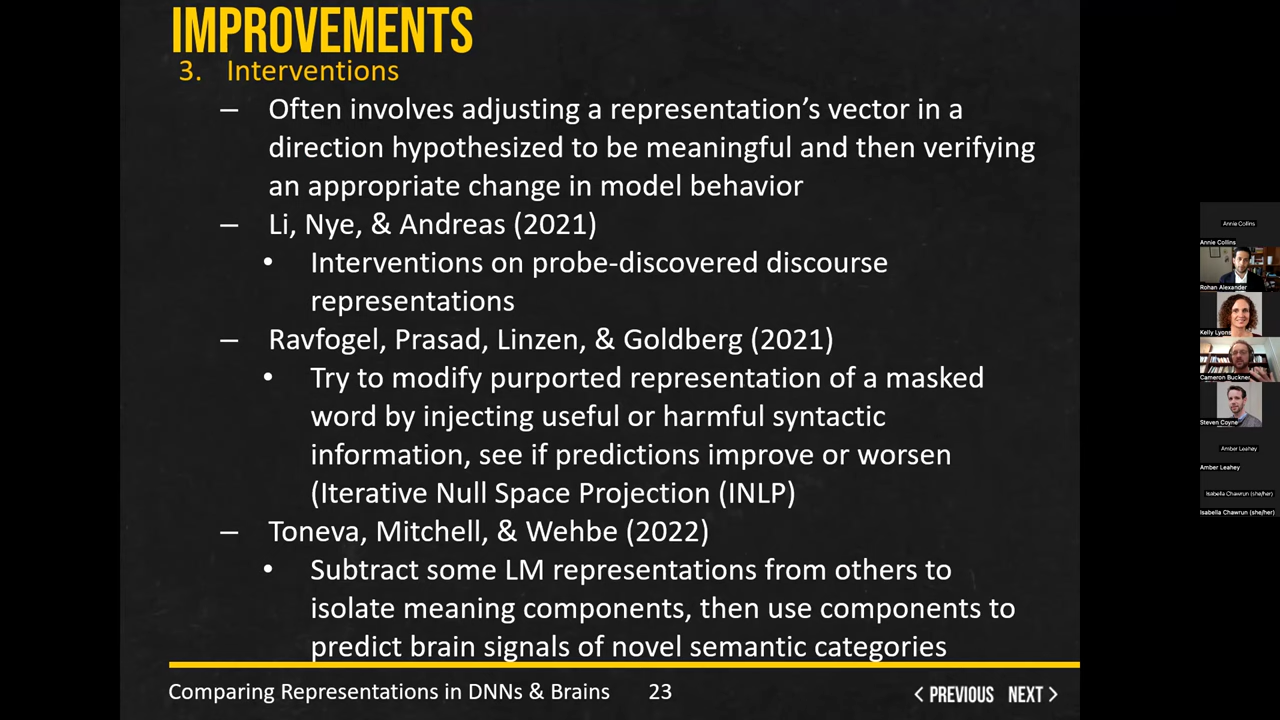 IMPROVEMENTS
3. Interventions
– Often involves adjusting a representation’s vector in a
direction hypothesized to be meaningful and then verifying
an appropriate change in model behavior
– Li, Nye, & Andreas (2021)
• Interventions on probe-discovered discourse
representations
– Ravfogel, Prasad, Linzen, & Goldberg (2021)
• Try to modify purported representation of a masked
word by injecting useful or harmful syntactic
information, see if predictions improve or worsen
(Iterative Null Space Projection (INLP)
– Toneva, Mitchell, & Wehbe (2022)
• Subtract some LM representations from others to
isolate meaning components, then use components to
predict brain signals of novel semantic categories
Comparing Representations in DNNs & Brains 23
< PREVIOUS NEXT >
Annie Collins
Annie Collins
Rohan Alexander
Kelly Lyons
Cameron Buckner
Steven Coyne
Amber Leahey
Amber Leahey
Isabella Chawrun (she/her)
Isabella Chawrun (she/her)